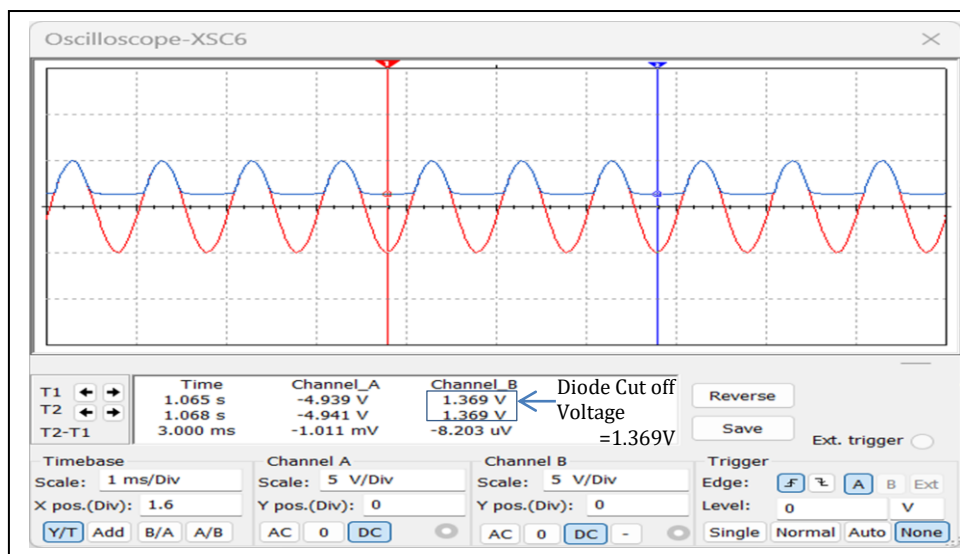 Oscilloscope-XSC6
1
Time Channel_A Channel_B
T1 1.065 s -4.939 V 1.369 V
T2 1.068 s -4.941 V 1.369 V
T2-T1 3.000 ms -1.011 mV -8.203 uV
Diode Cut off
Voltage
=1.369V
Reverse
Save
Ext. trigger
Timebase
Scale: 1 ms/Div
X pos.(Div): 1.6
Y/T Add B/A A/B
Channel A
Scale: 5 V/Div
Y pos.(Div): 0
AC 0 DC
Channel B
Scale: 5 V/Div
Y pos.(Div): 0
AC 0 DC -
Trigger
Edge: A B Ext
Level: 0 V
Single Normal Auto None